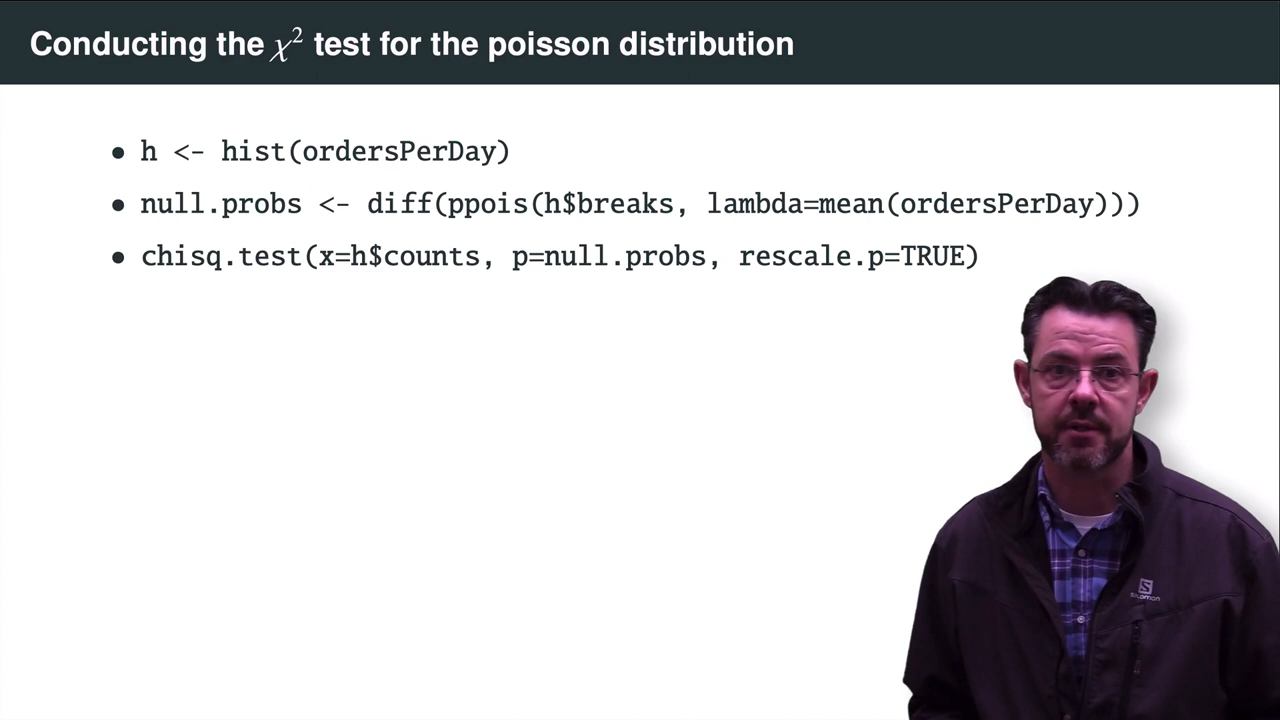 Conducting the χ² test for the poisson distribution
• h <- hist(ordersPerDay)
• null.probs <- diff(ppois(h$breaks, lambda=mean(ordersPerDay)))
• chisq.test(x=h$counts, p=null.probs, rescale.p=TRUE)
S
SALOMON